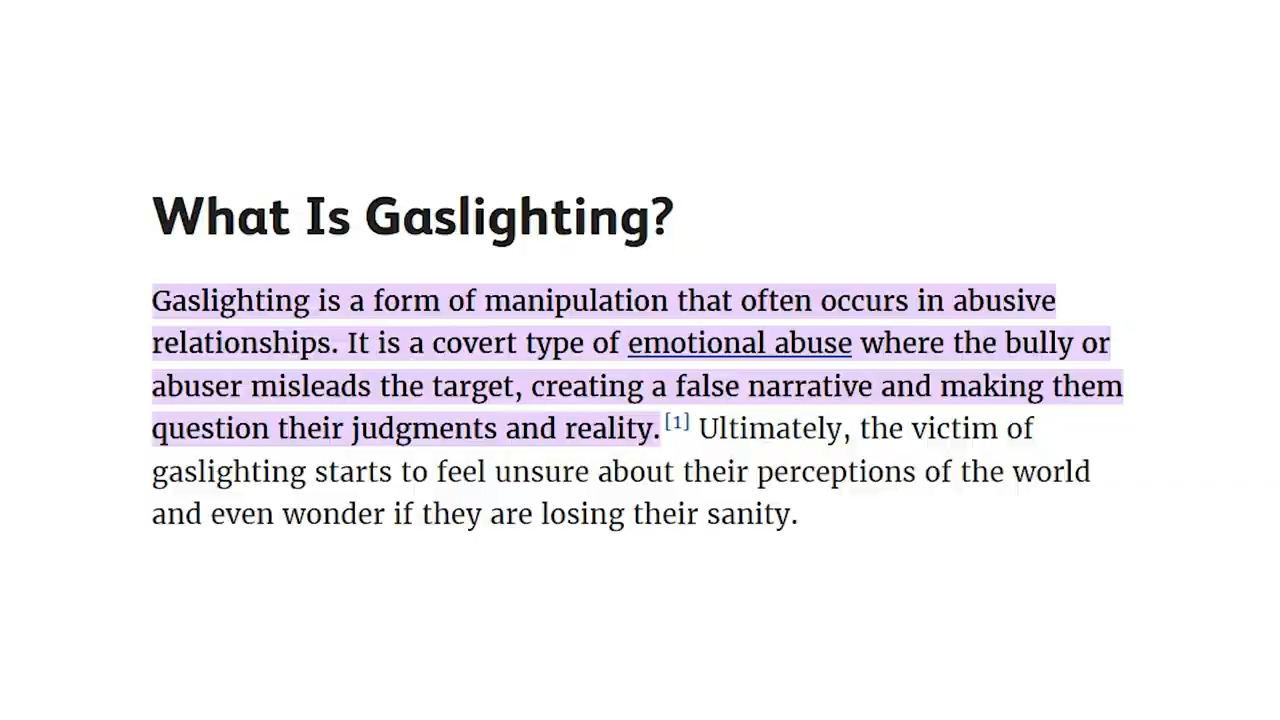 What Is Gaslighting?
Gaslighting is a form of manipulation that often occurs in abusive
relationships. It is a covert type of emotional abuse where the bully or
abuser misleads the target, creating a false narrative and making them
question their judgments and reality.[1] Ultimately, the victim of
gaslighting starts to feel unsure about their perceptions of the world
and even wonder if they are losing their sanity.